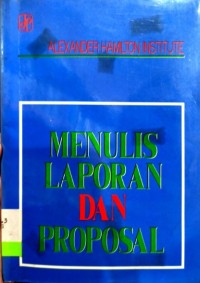 ALEXANDER HAMILTON INSTITUTE
MENULIS
LAPORAN
DAN
PROPOSAL